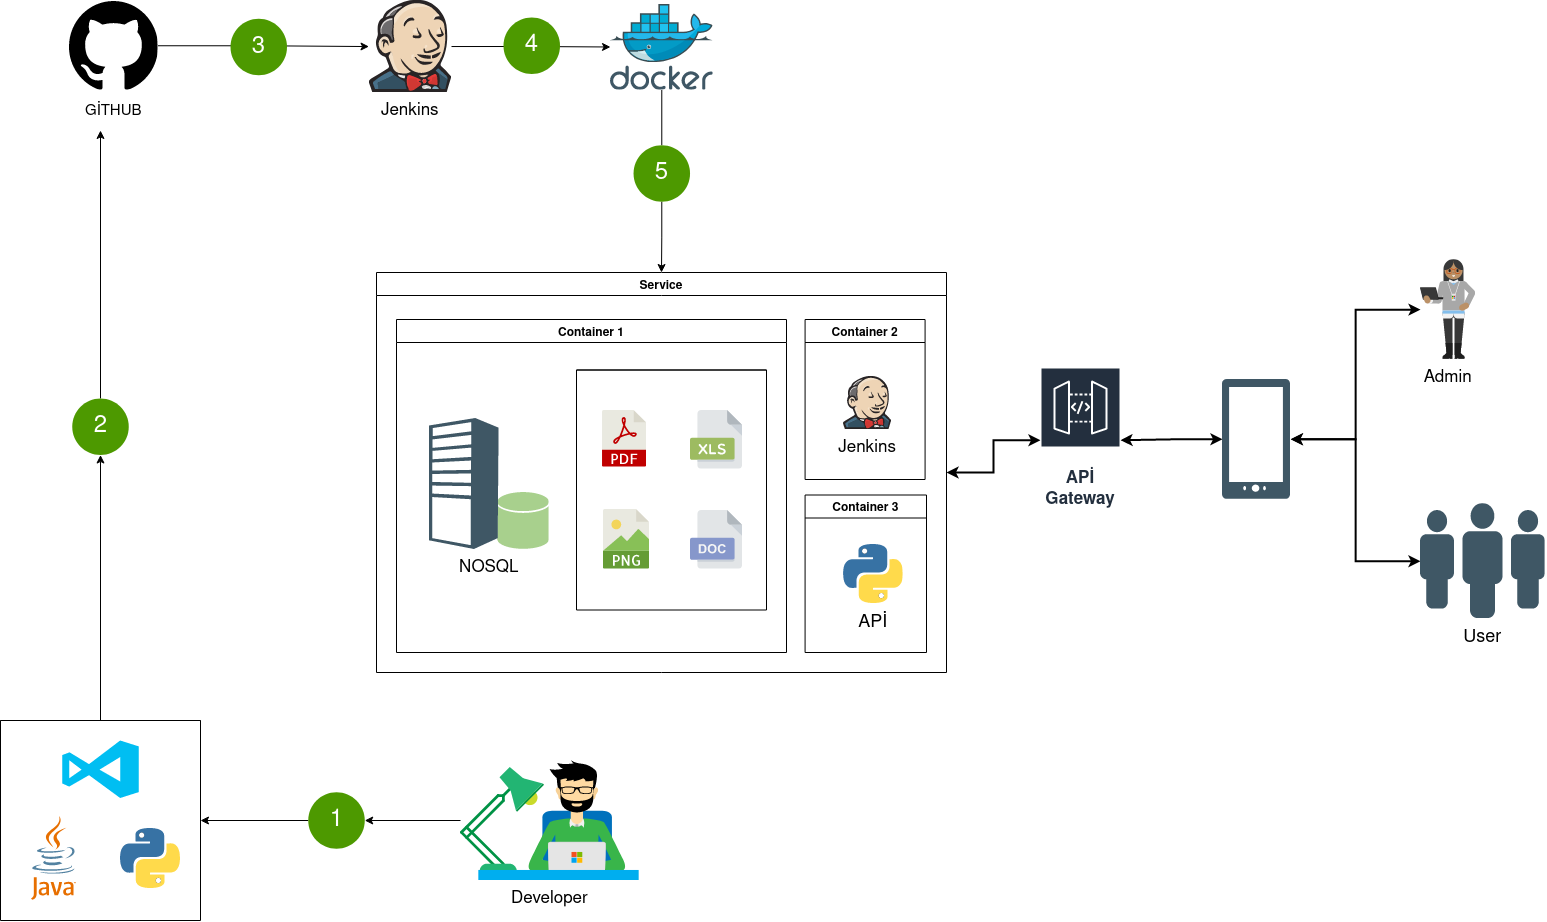 3
4
docker
GİTHUB
Jenkins
5
Service
Container 1
Container 2
PDF
XLS
Jenkins
Admin
APİ
Gateway
2
Container 3
PNG
DOC
NOSQL
APİ
User
1
Java
Developer